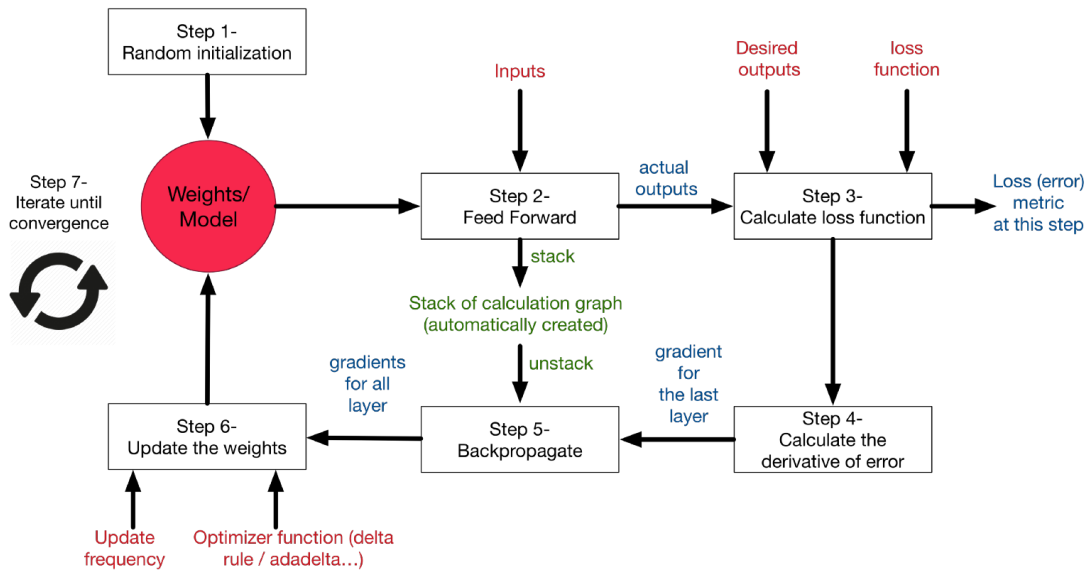 Step 1-
Random initialization
Inputs
Desired
outputs
loss
function
Step 7-
Iterate until
convergence
Weights/
Model
Step 2-
Feed Forward
actual
outputs
Step 3-
Calculate loss function
Loss (error)
metric
at this step
stack
Stack of calculation graph
(automatically created)
unstack
gradients
for all
layer
gradient
for
the last
layer
Step 6-
Update the weights
Step 5-
Backpropagate
Step 4-
Calculate the
derivative of error
Update
frequency
Optimizer function (delta
rule / adadelta...)